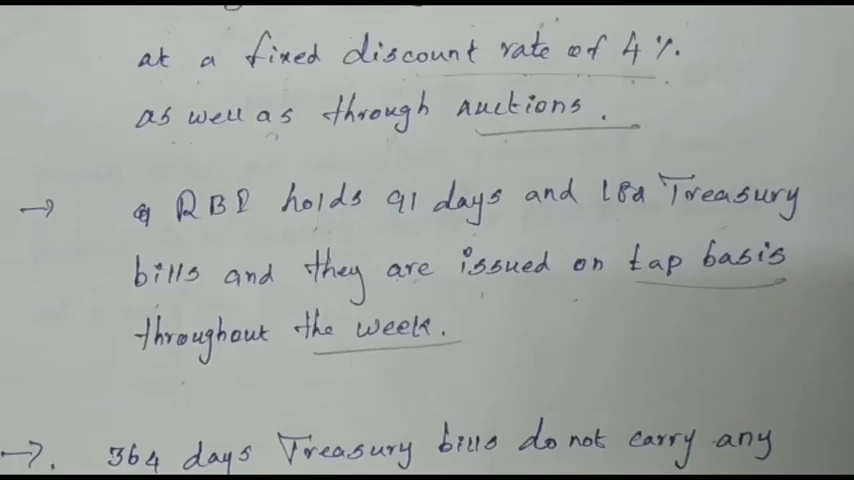 at a fixed discount rate of 4%.
as well as through auctions.
→ RBI holds 91 days and 182 Treasury
bills and they are issued on tap basis
throughout the week.
→. 364 days Treasury bills do not carry any